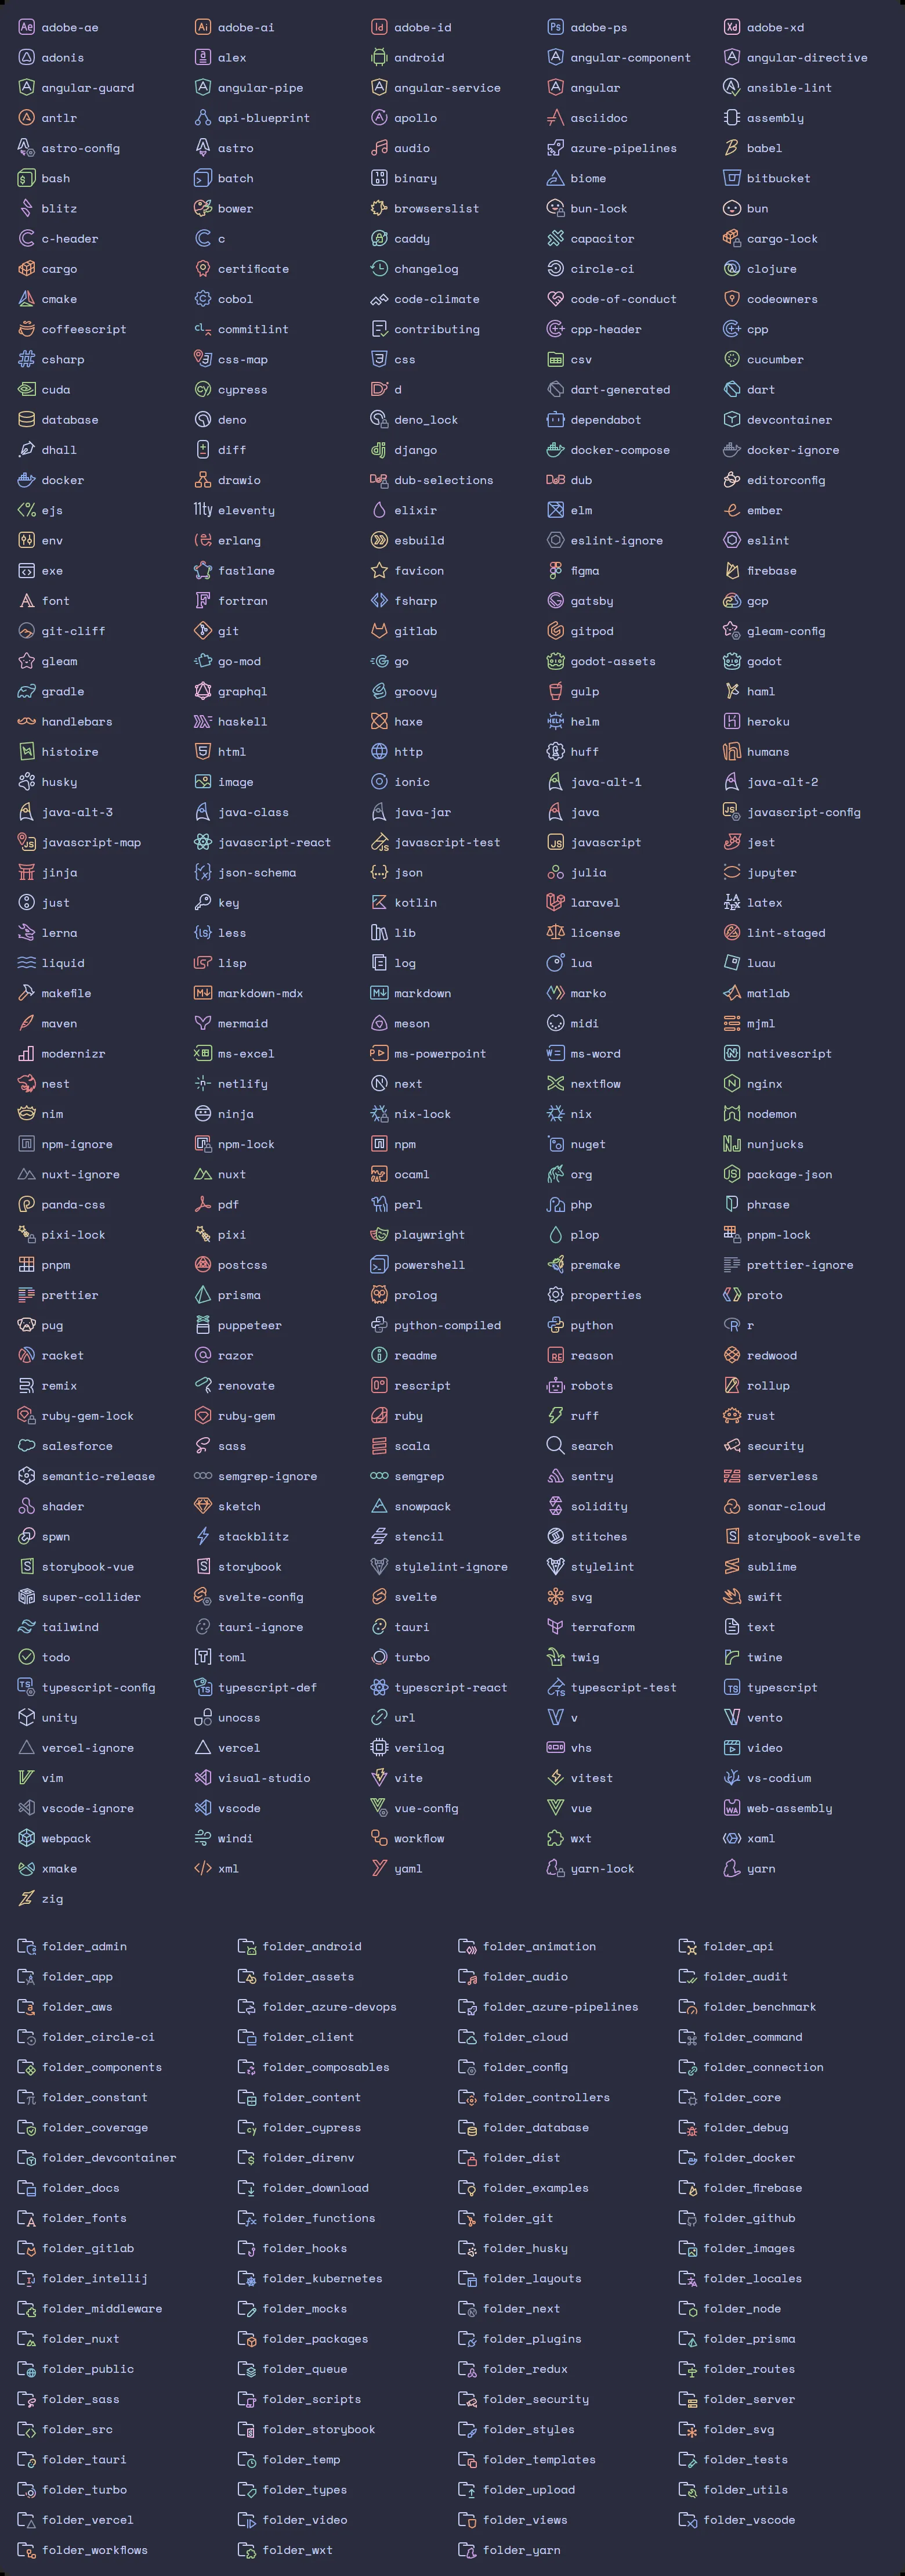 adobe-ae adobe-ai adobe-id adobe-ps adobe-xd
adonis alex android angular-component angular-directive
angular-guard angular-pipe angular-service angular ansible-lint
antlr api-blueprint apollo asciidoc assembly
astro-config astro audio azure-pipelines babel
bash batch binary biome bitbucket
blitz bower browserslist bun-lock bun
c-header c caddy capacitor cargo-lock
cargo certificate changelog circle-ci clojure
cmake cobol code-climate code-of-conduct codeowners
coffeescript commitlint contributing cpp-header cpp
csharp css-map css csv cucumber
cuda cypress d dart-generated dart
database deno deno_lock dependabot devcontainer
dhall diff django docker-compose docker-ignore
docker drawio dub-selections dub editorconfig
ejs eleventy elixir elm ember
env erlang esbuild eslint-ignore eslint
exe fastlane favicon figma firebase
font fortran fsharp gatsby gcp
git-cliff git gitlab gitpod gleam-config
gleam go-mod go godot-assets godot
gradle graphql groovy gulp haml
handlebars haskell haxe helm heroku
histoire html http huff humans
husky image ionic java-alt-1 java-alt-2
java-alt-3 java-class java-jar java javascript-config
javascript-map javascript-react javascript-test javascript jest
jinja json-schema json julia jupyter
just key kotlin laravel latex
lerna less lib license lint-staged
liquid lisp log lua luau
makefile markdown-mdx markdown marko matlab
maven mermaid meson midi mjml
modernizr ms-excel ms-powerpoint ms-word nativescript
nest netlify next nextflow nginx
nim ninja nix-lock nix nodemon
npm-ignore npm-lock npm nuget nunjucks
nuxt-ignore nuxt ocaml org package-json
panda-css pdf perl php phrase
pixi-lock pixi playwright plop pnpm-lock
pnpm postcss powershell premake prettier-ignore
prettier prisma prolog properties proto
pug puppeteer python-compiled python r
racket razor readme reason redwood
remix renovate rescript robots rollup
ruby-gem-lock ruby-gem ruby ruff rust
salesforce sass scala search security
semantic-release semgrep-ignore semgrep sentry serverless
shader sketch snowpack solidity sonar-cloud
spwn stackblitz stencil stitches storybook-svelte
storybook-vue storybook stylelint-ignore stylelint sublime
super-collider svelte-config svelte svg swift
tailwind tauri-ignore tauri terraform text
todo toml turbo twig twine
typescript-config typescript-def typescript-react typescript-test typescript
unity unocss url v vento
vercel-ignore vercel verilog vhs video
vim visual-studio vite vitest vs-codium
vscode-ignore vscode vue-config vue web-assembly
webpack windi workflow wxt xaml
xmake xml yaml yarn-lock yarn
zig
folder_admin folder_android folder_animation folder_api
folder_app folder_assets folder_audio folder_audit
folder_aws folder_azure-devops folder_azure-pipelines folder_benchmark
folder_circle-ci folder_client folder_cloud folder_command
folder_components folder_composables folder_config folder_connection
folder_constant folder_content folder_controllers folder_core
folder_coverage folder_cypress folder_database folder_debug
folder_devcontainer folder_direnv folder_dist folder_docker
folder_docs folder_download folder_examples folder_firebase
folder_fonts folder_functions folder_git folder_github
folder_gitlab folder_hooks folder_husky folder_images
folder_intellij folder_kubernetes folder_layouts folder_locales
folder_middleware folder_mocks folder_next folder_node
folder_nuxt folder_packages folder_plugins folder_prisma
folder_public folder_queue folder_redux folder_routes
folder_sass folder_scripts folder_security folder_server
folder_src folder_storybook folder_styles folder_svg
folder_tauri folder_temp folder_templates folder_tests
folder_turbo folder_types folder_upload folder_utils
folder_vercel folder_video folder_views folder_vscode
folder_workflows folder_wxt folder_yarn